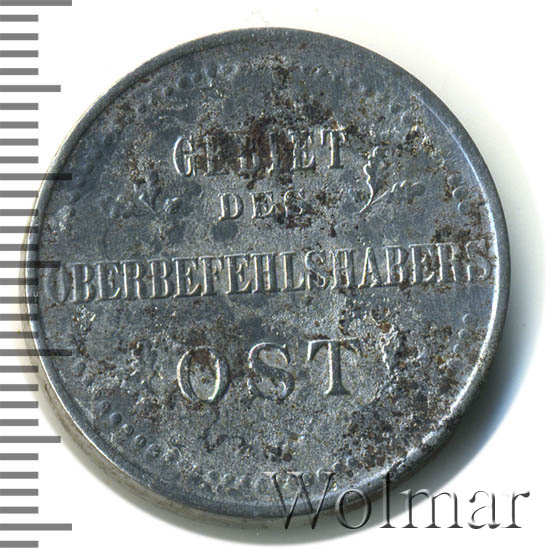 GEBIET
DES
OBERBEFEHLSHABERS
OST
Wolmar